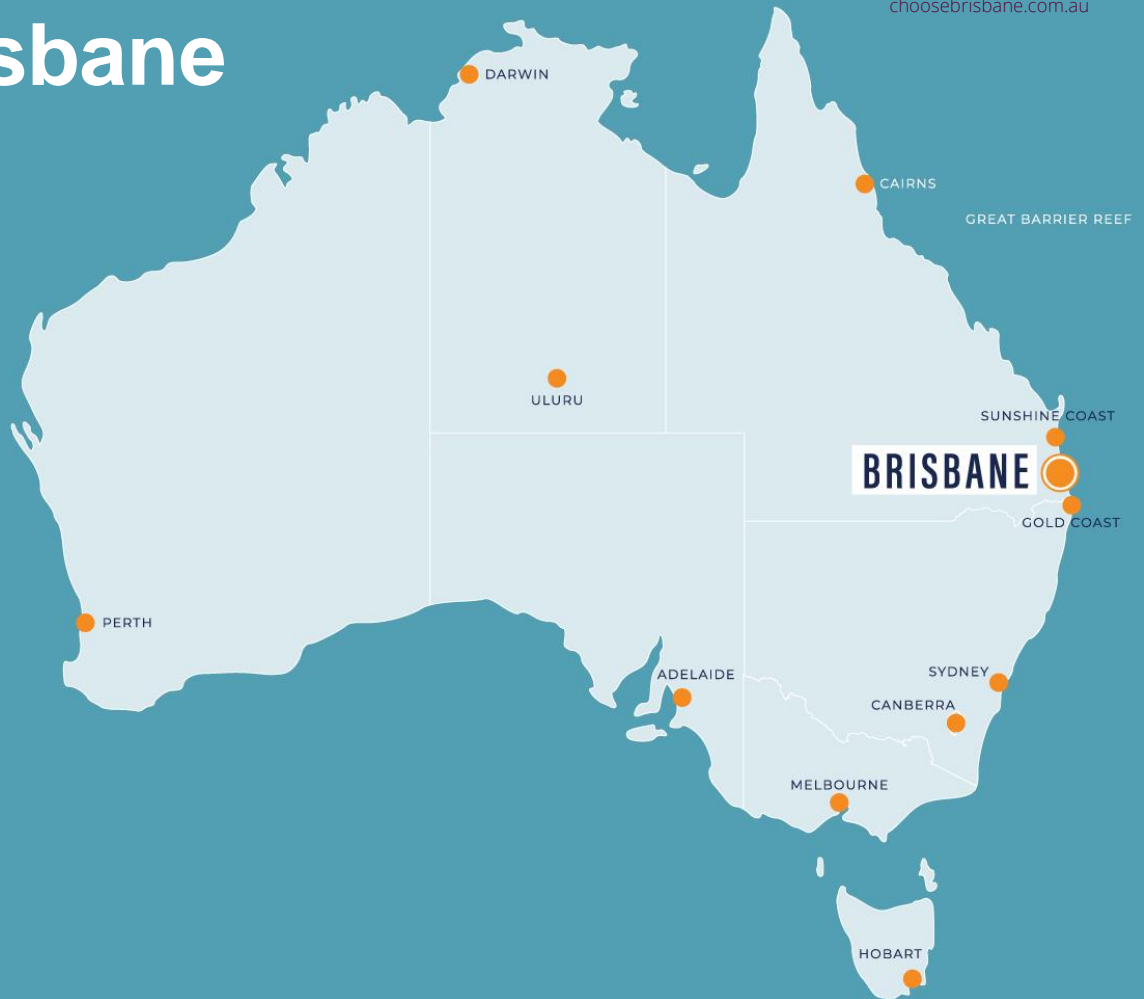 choosebrisbane.com.au
sbane
DARWIN
CAIRNS
GREAT BARRIER REEF
ULURU
SUNSHINE COAST
BRISBANE
GOLD COAST
PERTH
ADELAIDE
SYDNEY
CANBERRA
MELBOURNE
HOBART